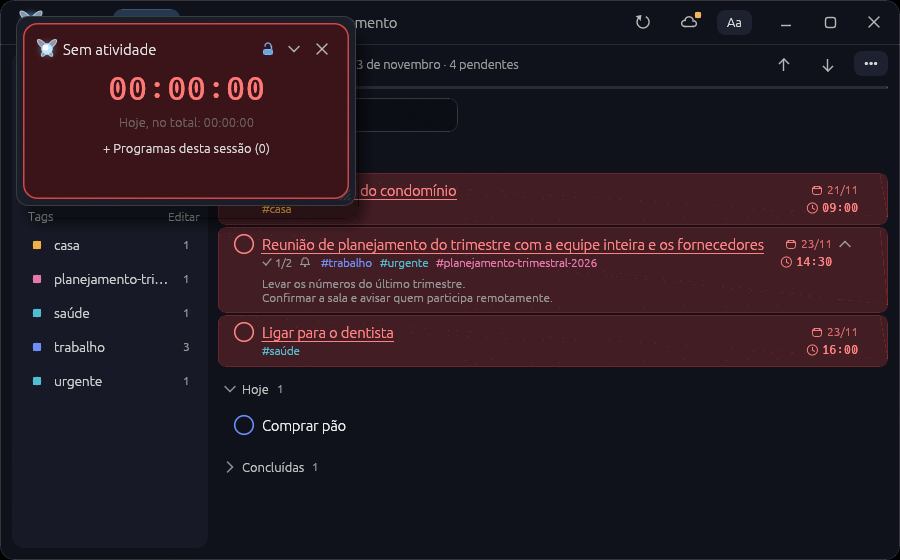 Sem atividade
00:00:00
Hoje, no total: 00:00:00
+ Programas desta sessão (0)
mento
Aa
3 de novembro · 4 pendentes
Tags
Editar
casa 1
planejamento-tri... 1
saúde 1
trabalho 3
urgente 1
do condomínio
21/11
#casa
09:00
Reunião de planejamento do trimestre com a equipe inteira e os fornecedores
23/11
1/2 #trabalho #urgente #planejamento-trimestral-2026
14:30
Levar os números do último trimestre.
Confirmar a sala e avisar quem participa remotamente.
Ligar para o dentista
23/11
#saúde
16:00
Hoje 1
Comprar pão
Concluídas 1